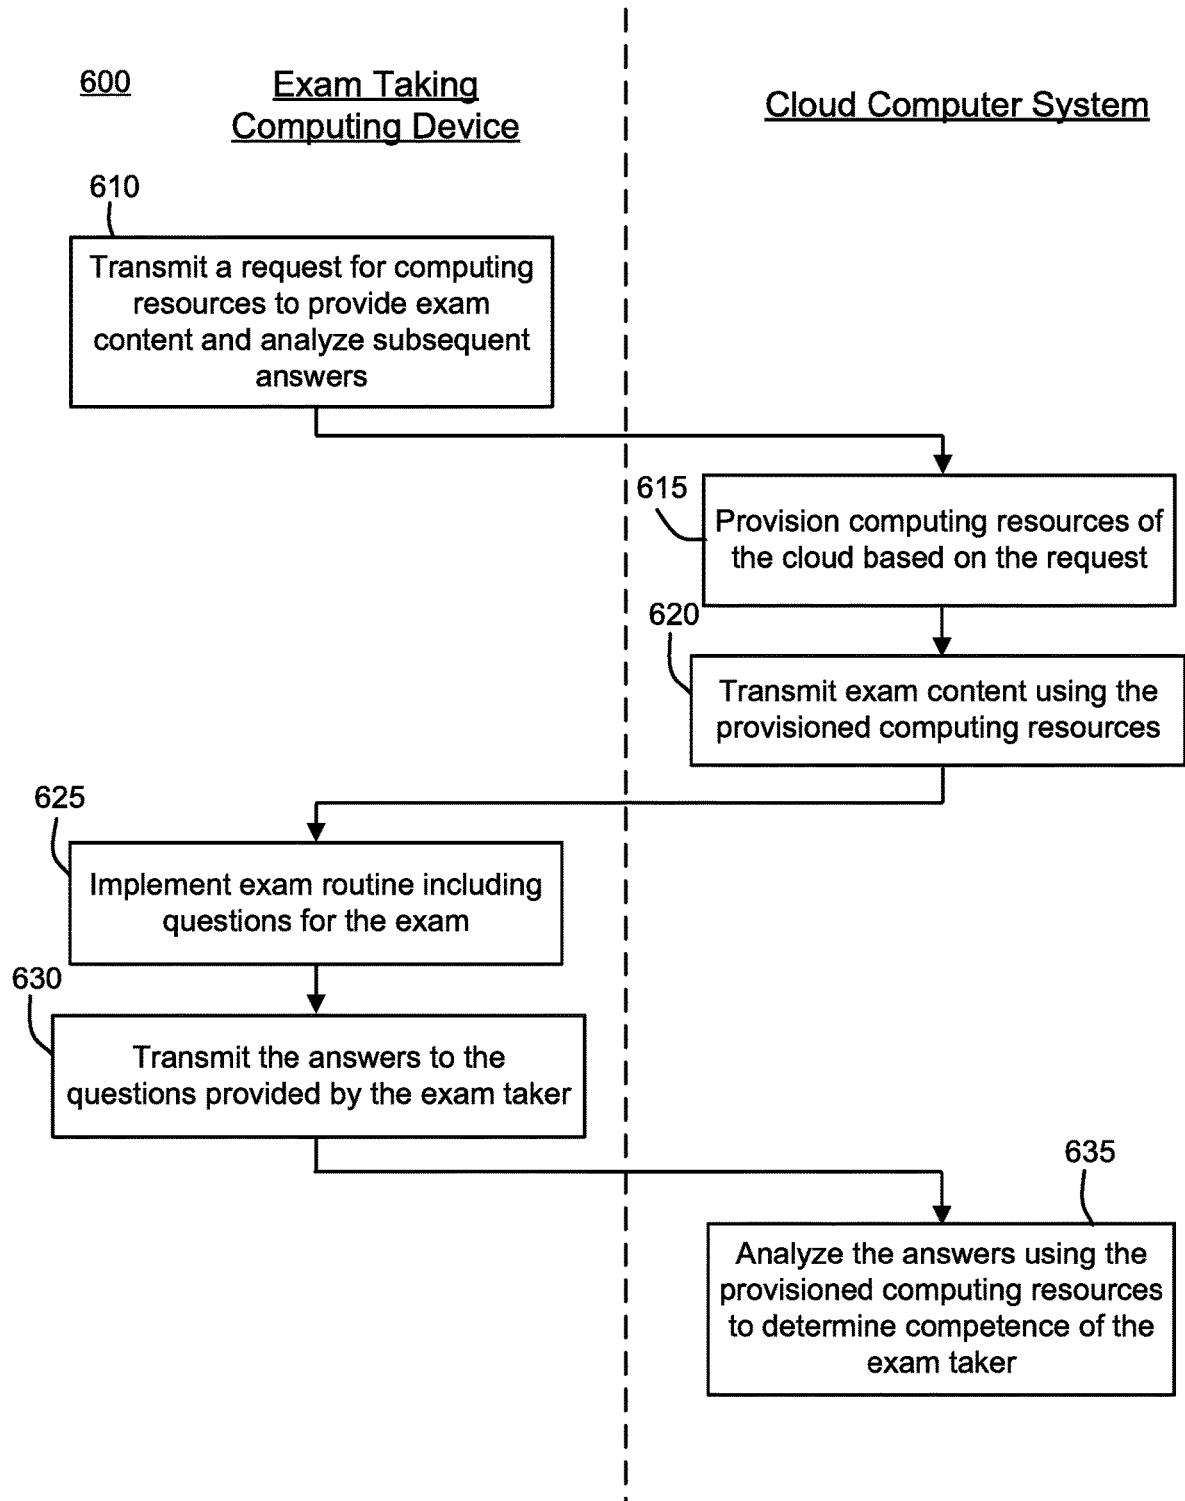 600
Exam Taking
Computing Device
Cloud Computer System
610
Transmit a request for computing
resources to provide exam
content and analyze subsequent
answers
615
Provision computing resources of
the cloud based on the request
620
Transmit exam content using the
provisioned computing resources
625
Implement exam routine including
questions for the exam
630
Transmit the answers to the
questions provided by the exam taker
635
Analyze the answers using the
provisioned computing resources
to determine competence of the
exam taker